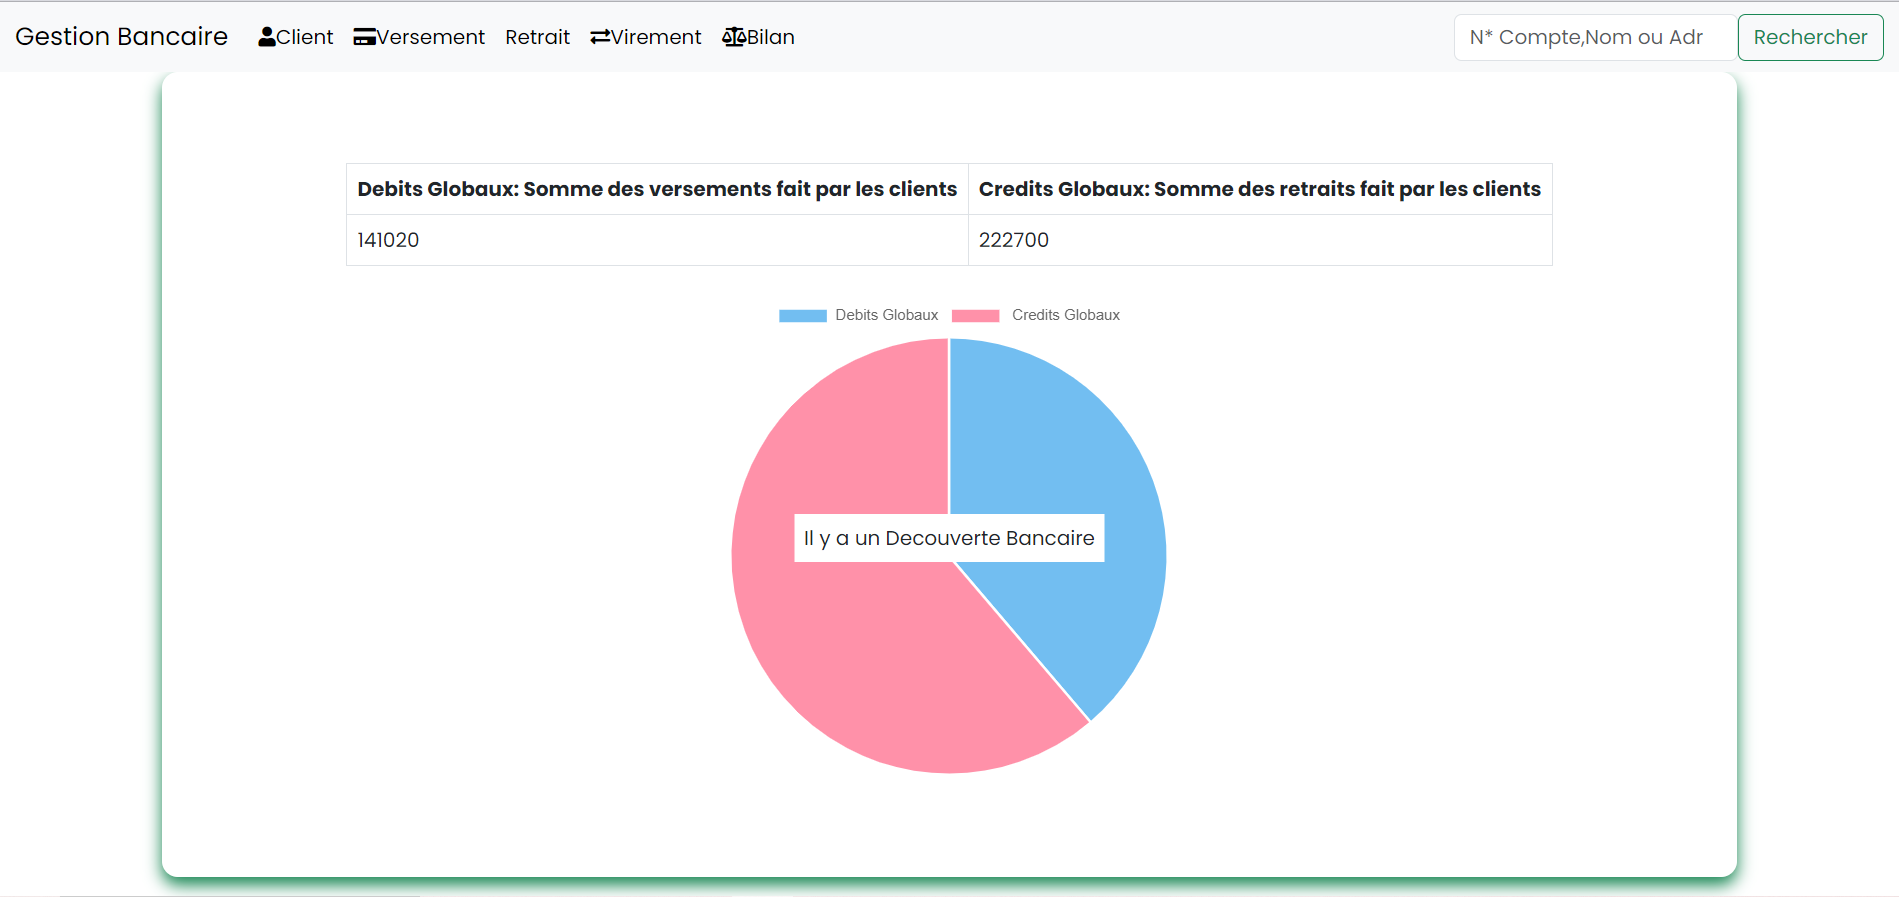 Gestion Bancaire Client Versement Retrait Virement Bilan N* Compte,Nom ou Adr Rechercher
Debits Globaux: Somme des versements fait par les clients Credits Globaux: Somme des retraits fait par les clients
141020 222700
Debits Globaux Credits Globaux
Il y a un Decouverte Bancaire